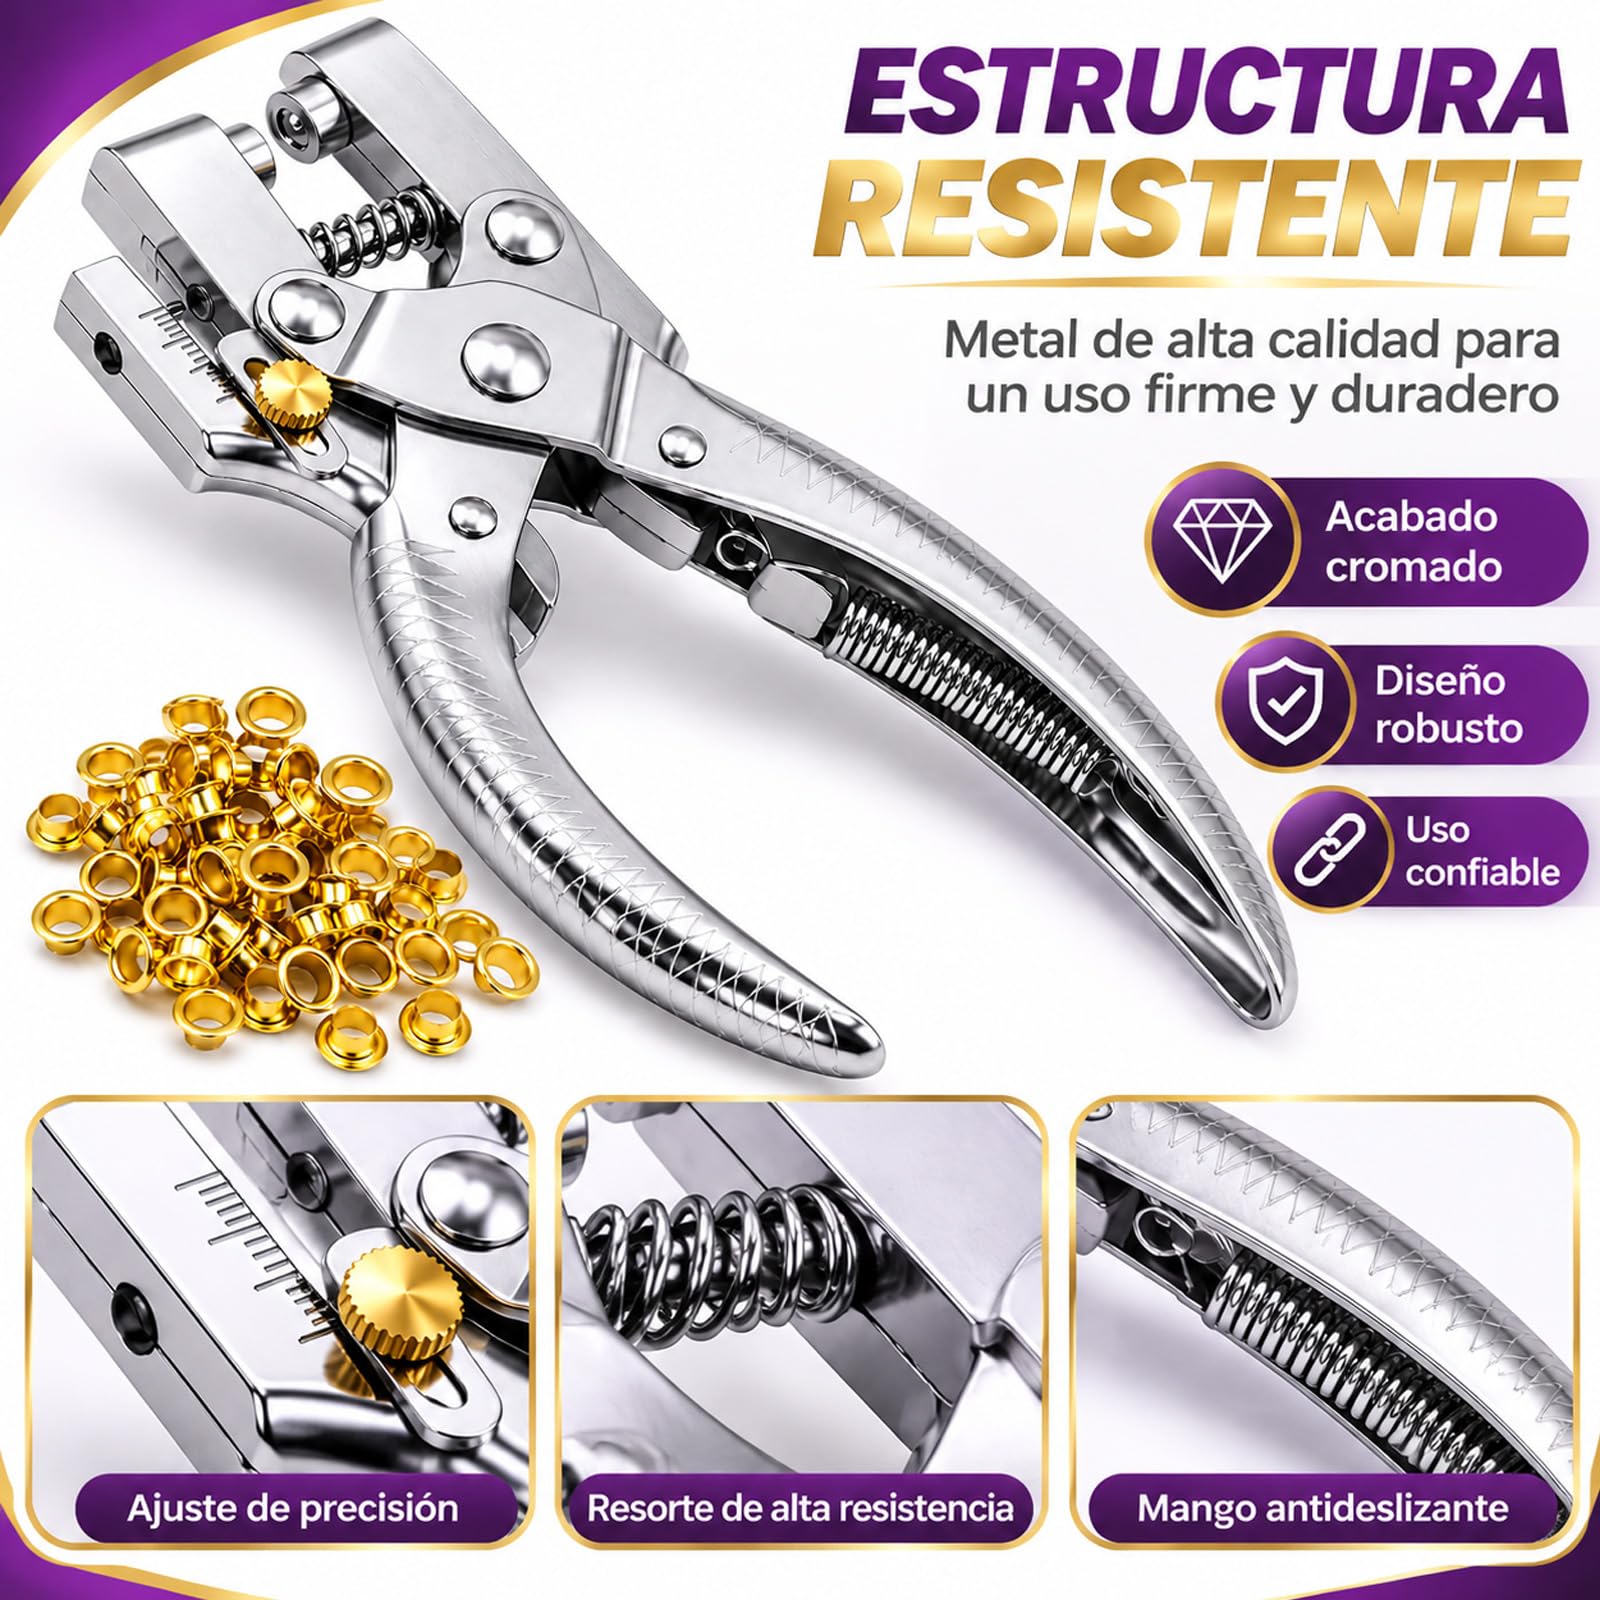 ESTRUCTURA
RESISTENTE
Metal de alta calidad para
un uso firme y duradero
Acabado
cromado
Diseño
robusto
Uso
confiable
Ajuste de precisión
Resorte de alta resistencia
Mango antideslizante